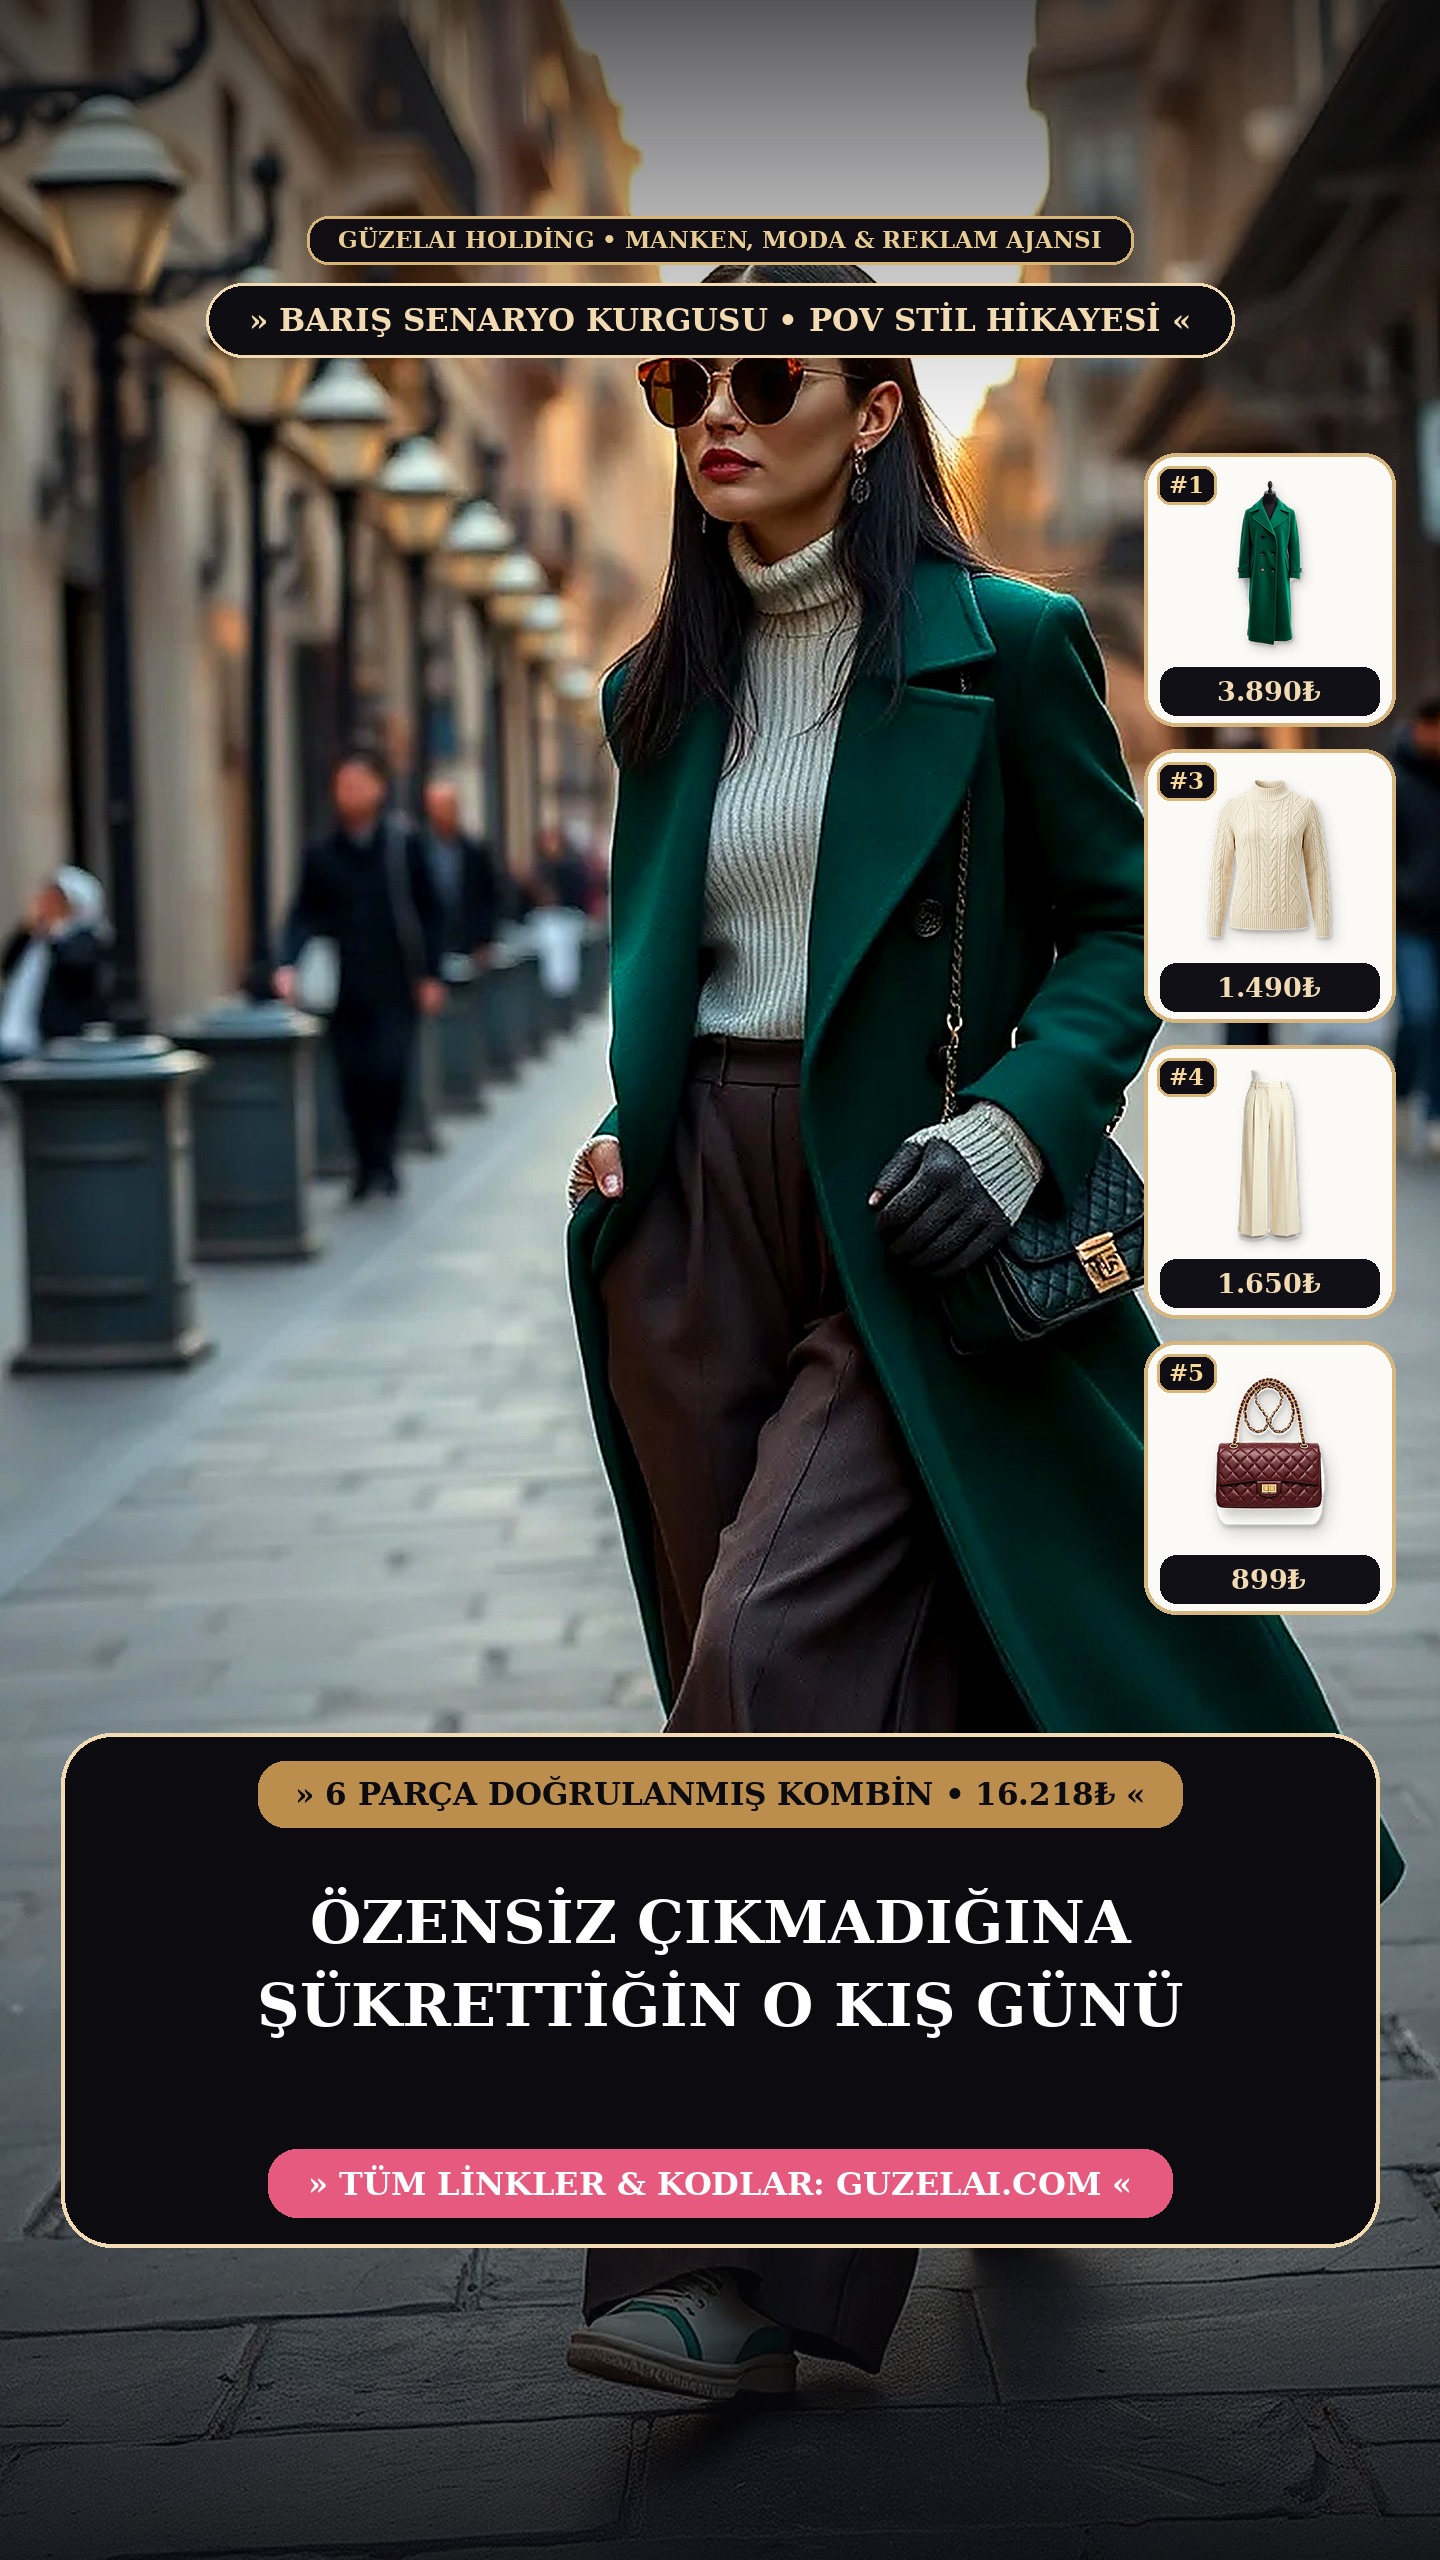 GÜZELAI HOLDİNG • MANKEN, MODA & REKLAM AJANSI
» BARIŞ SENARYO KURGUSU • POV STİL HİKAYESİ «
#1
3.890₺
#3
1.490₺
#4
1.650₺
#5
899₺
» 6 PARÇA DOĞRULANMIŞ KOMBİN • 16.218₺ «
ÖZENSİZ ÇIKMADIĞINA
ŞÜKRETTİĞİN O KIŞ GÜNÜ
» TÜM LİNKLER & KODLAR: GUZELAI.COM «